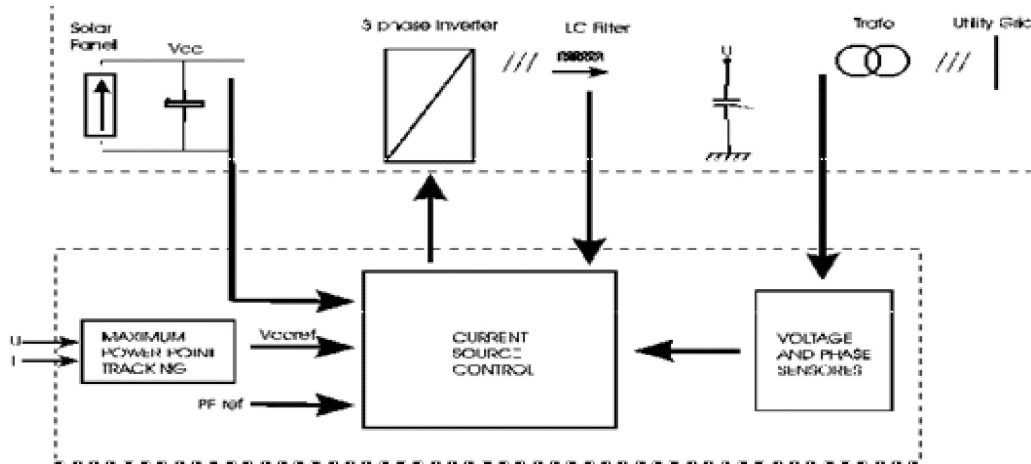 Solar
Panel
Vcc
3 phase Inverter
LC Filter
U
Trafo
Utility Grid
U
I
MAXIMUM
POWER POINT
TRACKING
Vccref
PF ref
CURRENT
SOURCE
CONTROL
VOLTAGE
AND PHASE
SENSORES